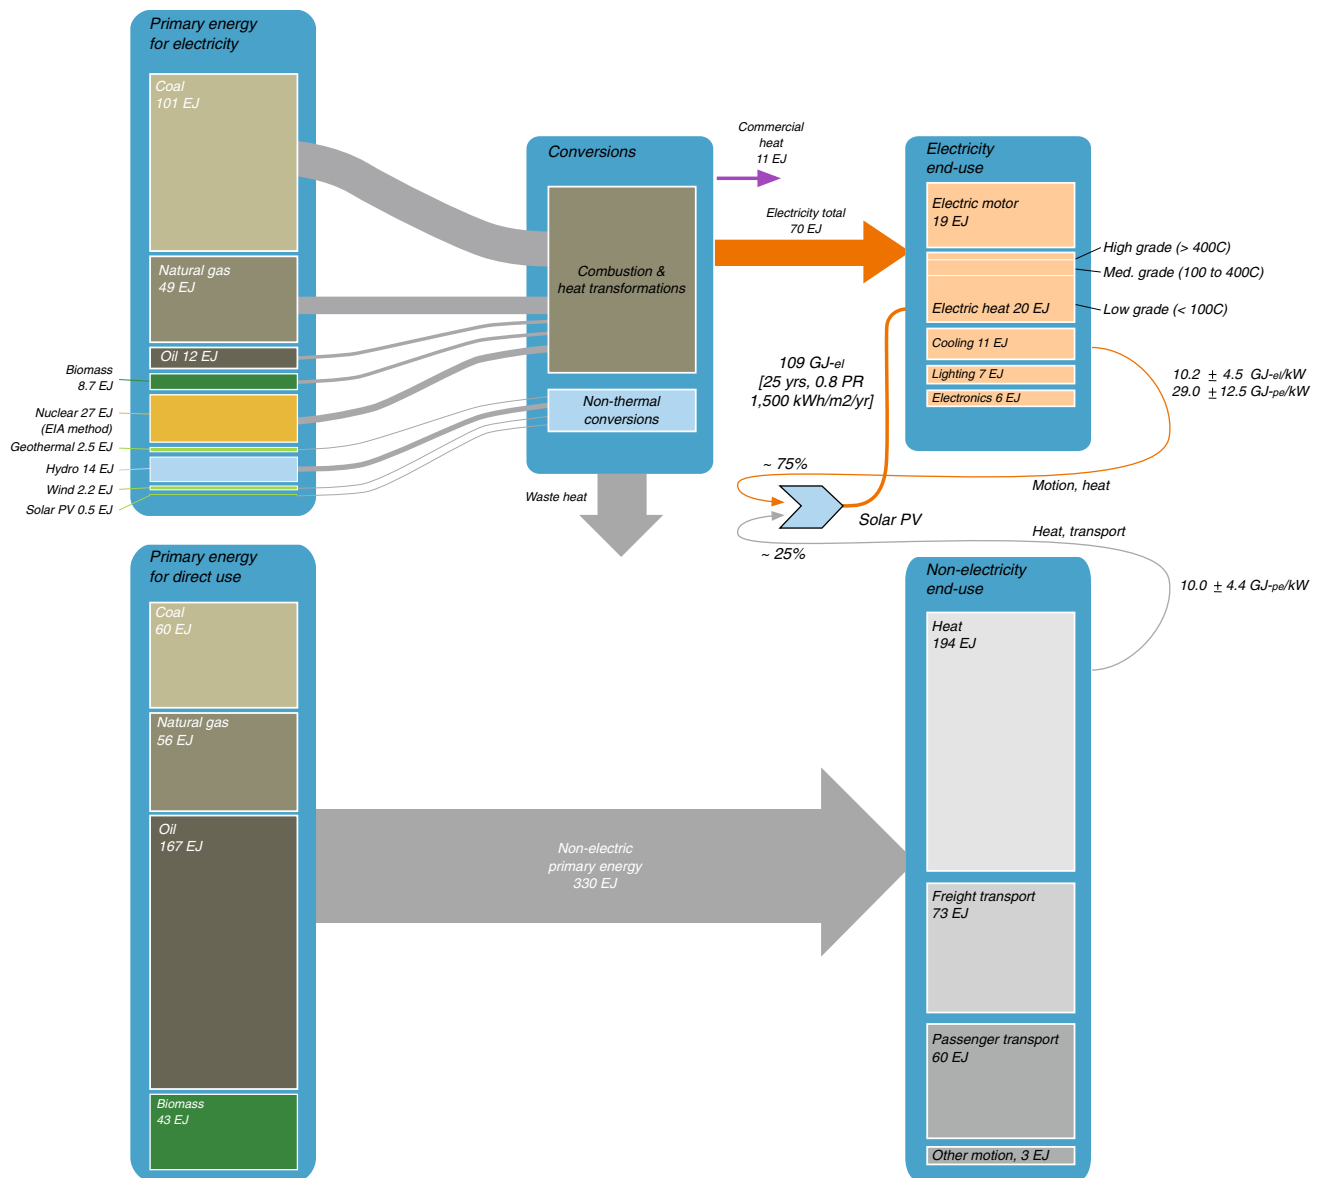 Primary energy
for electricity
Coal
101 EJ
Natural gas
49 EJ
Oil 12 EJ
Biomass
8.7 EJ
Nuclear 27 EJ
(EIA method)
Geothermal 2.5 EJ
Hydro 14 EJ
Wind 2.2 EJ
Solar PV 0.5 EJ
Conversions
Combustion &
heat transformations
Non-thermal
conversions
Waste heat
Commercial
heat
11 EJ
Electricity total
70 EJ
Electricity
end-use
Electric motor
19 EJ
High grade (> 400C)
Med. grade (100 to 400C)
Electric heat 20 EJ
Low grade (< 100C)
Cooling 11 EJ
Lighting 7 EJ
Electronics 6 EJ
109 GJ-el
[25 yrs, 0.8 PR
1,500 kWh/m2/yr]
10.2 ± 4.5 GJ-el/kW
29.0 ± 12.5 GJ-pe/kW
~ 75%
Motion, heat
Solar PV
~ 25%
Heat, transport
10.0 ± 4.4 GJ-pe/kW
Primary energy
for direct use
Coal
60 EJ
Natural gas
56 EJ
Oil
167 EJ
Biomass
43 EJ
Non-electric
primary energy
330 EJ
Non-electricity
end-use
Heat
194 EJ
Freight transport
73 EJ
Passenger transport
60 EJ
Other motion, 3 EJ